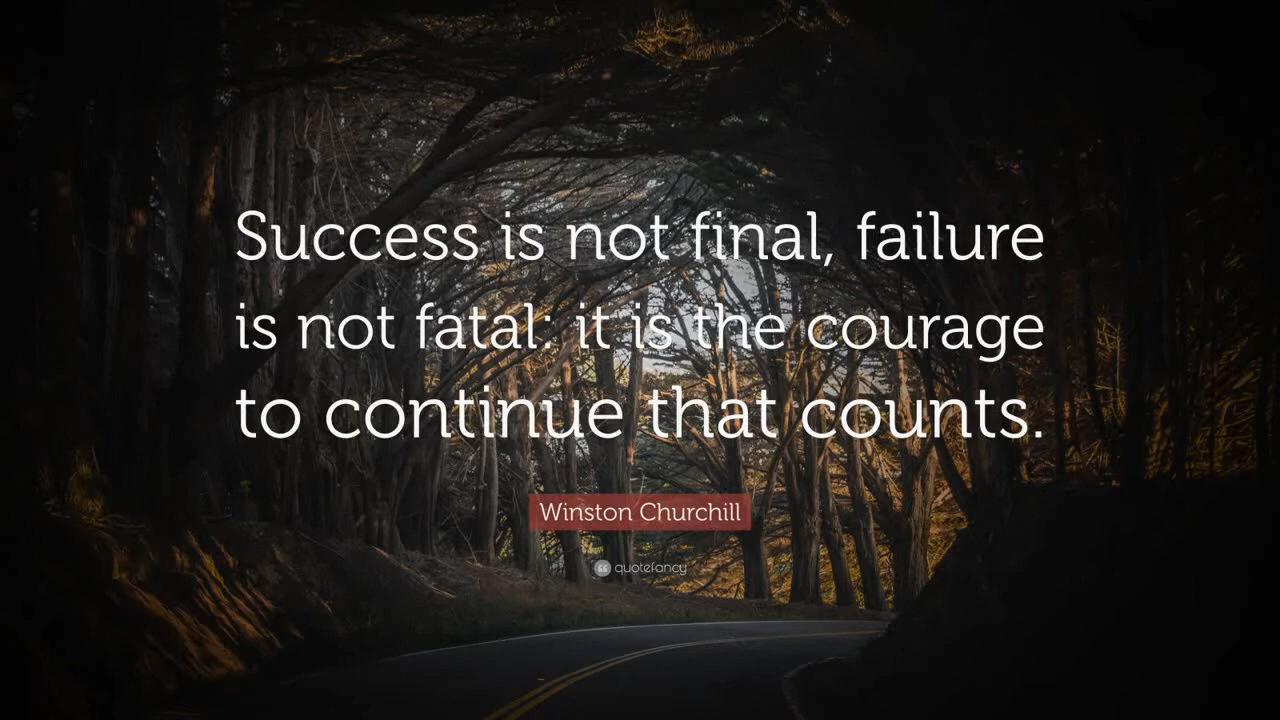 Success is not final, failure
is not fatal: it is the courage
to continue that counts.
Winston Churchill
quotefancy